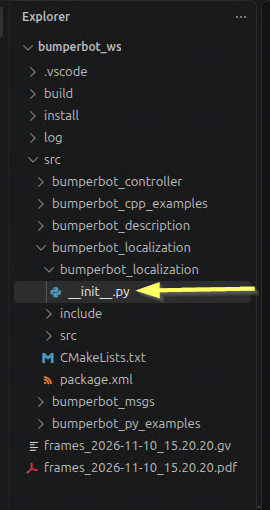 Explorer
bumperbot_ws
.vscode
build
install
log
src
bumperbot_controller
bumperbot_cpp_examples
bumperbot_description
bumperbot_localization
bumperbot_localization
__init__.py
include
src
CMakeLists.txt
package.xml
bumperbot_msgs
bumperbot_py_examples
frames_2026-11-10_15.20.20.gv
frames_2026-11-10_15.20.20.pdf